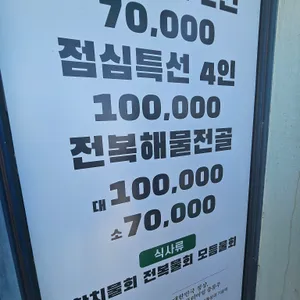 70,000
점심특선 4인
100,000
전복해물전골
대 100,000
소 70,000
식사류
전복물회 모듬물회